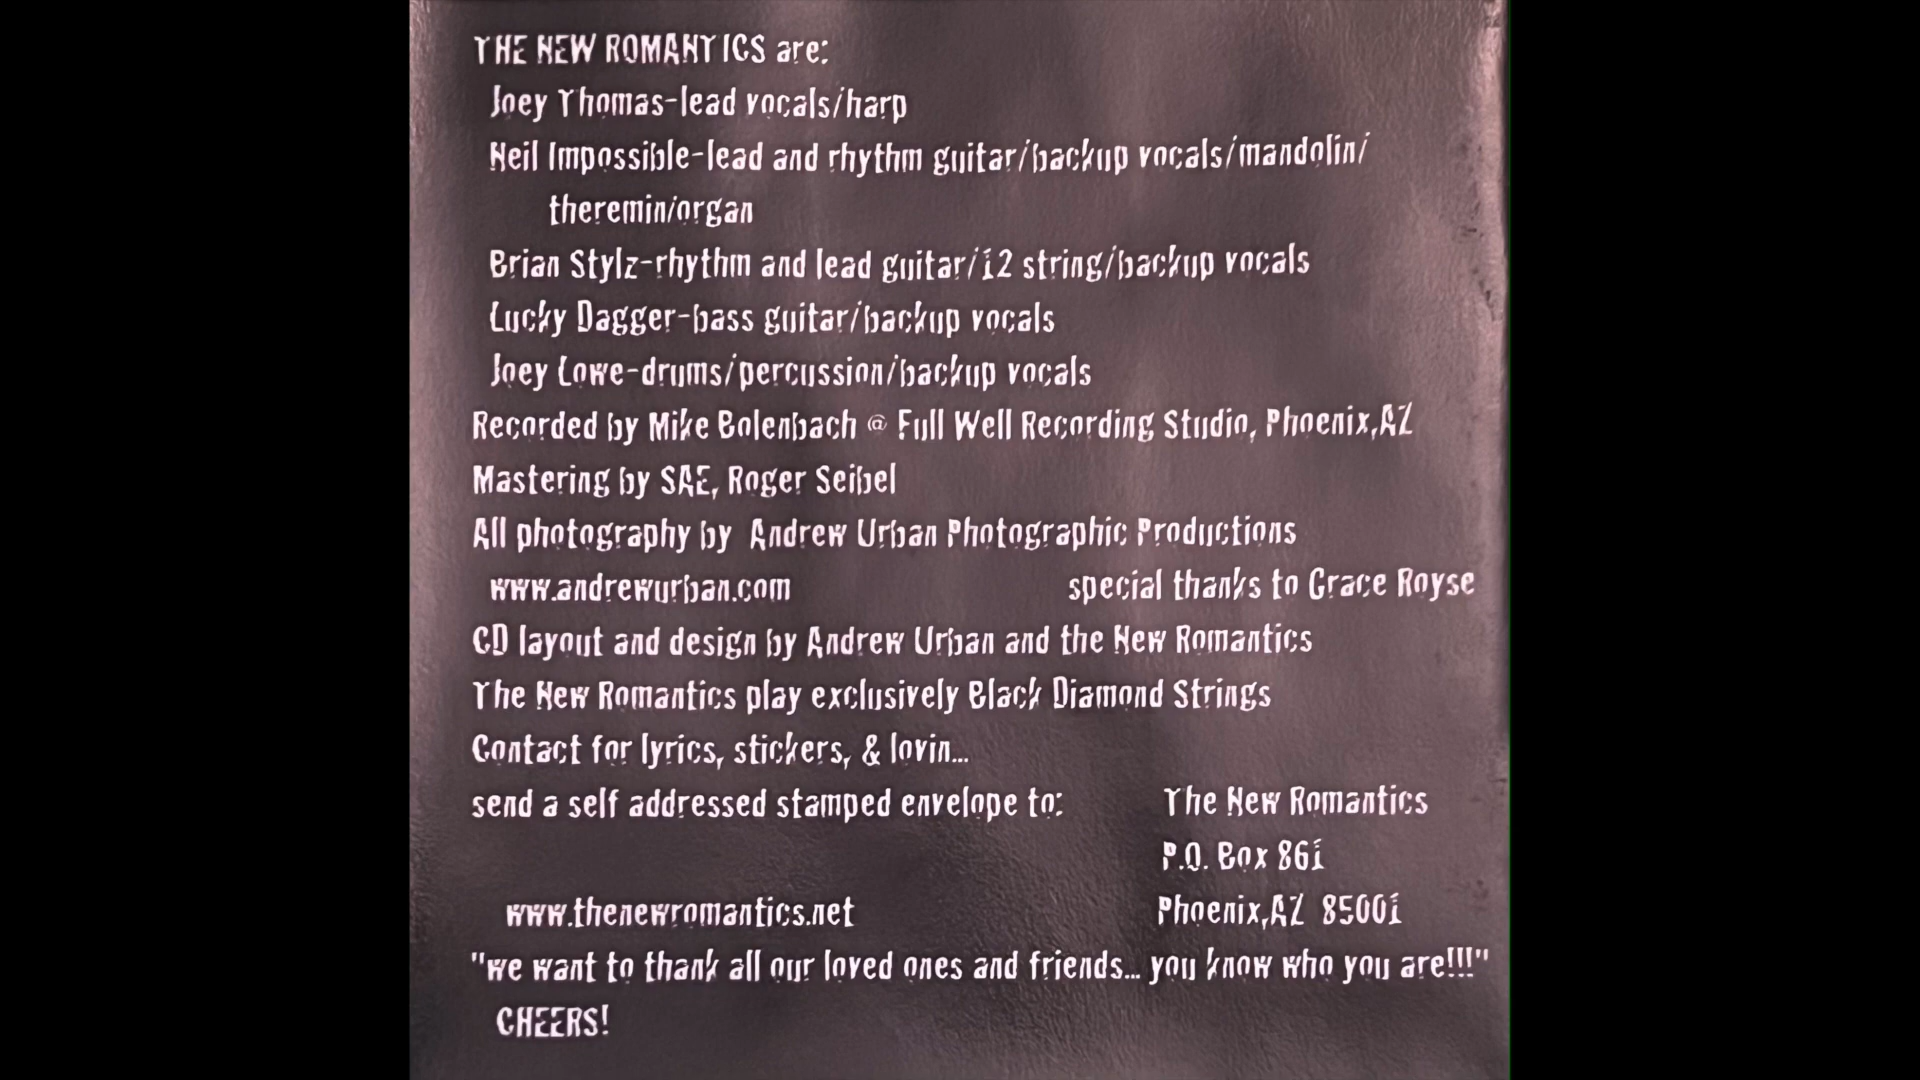 THE NEW ROMANTICS are:
Joey Thomas-lead vocals/harp
Neil Impossible-lead and rhythm guitar/backup vocals/mandolin/
theremin/organ
Brian Stylz-rhythm and lead guitar/12 string/backup vocals
Lucky Dagger-bass guitar/backup vocals
Joey Lowe-drums/percussion/backup vocals
Recorded by Mike Bolenbach @ Full Well Recording Studio, Phoenix,AZ
Mastering by SAE, Roger Seibel
All photography by Andrew Urban Photographic Productions
www.andrewurban.com special thanks to Grace Royse
CD layout and design by Andrew Urban and the New Romantics
The New Romantics play exclusively Black Diamond Strings
Contact for lyrics, stickers, & lovin...
send a self addressed stamped envelope to: The New Romantics
P.O. Box 861
www.thenewromantics.net Phoenix,AZ 85001
"we want to thank all our loved ones and friends... you know who you are!!!"
CHEERS!